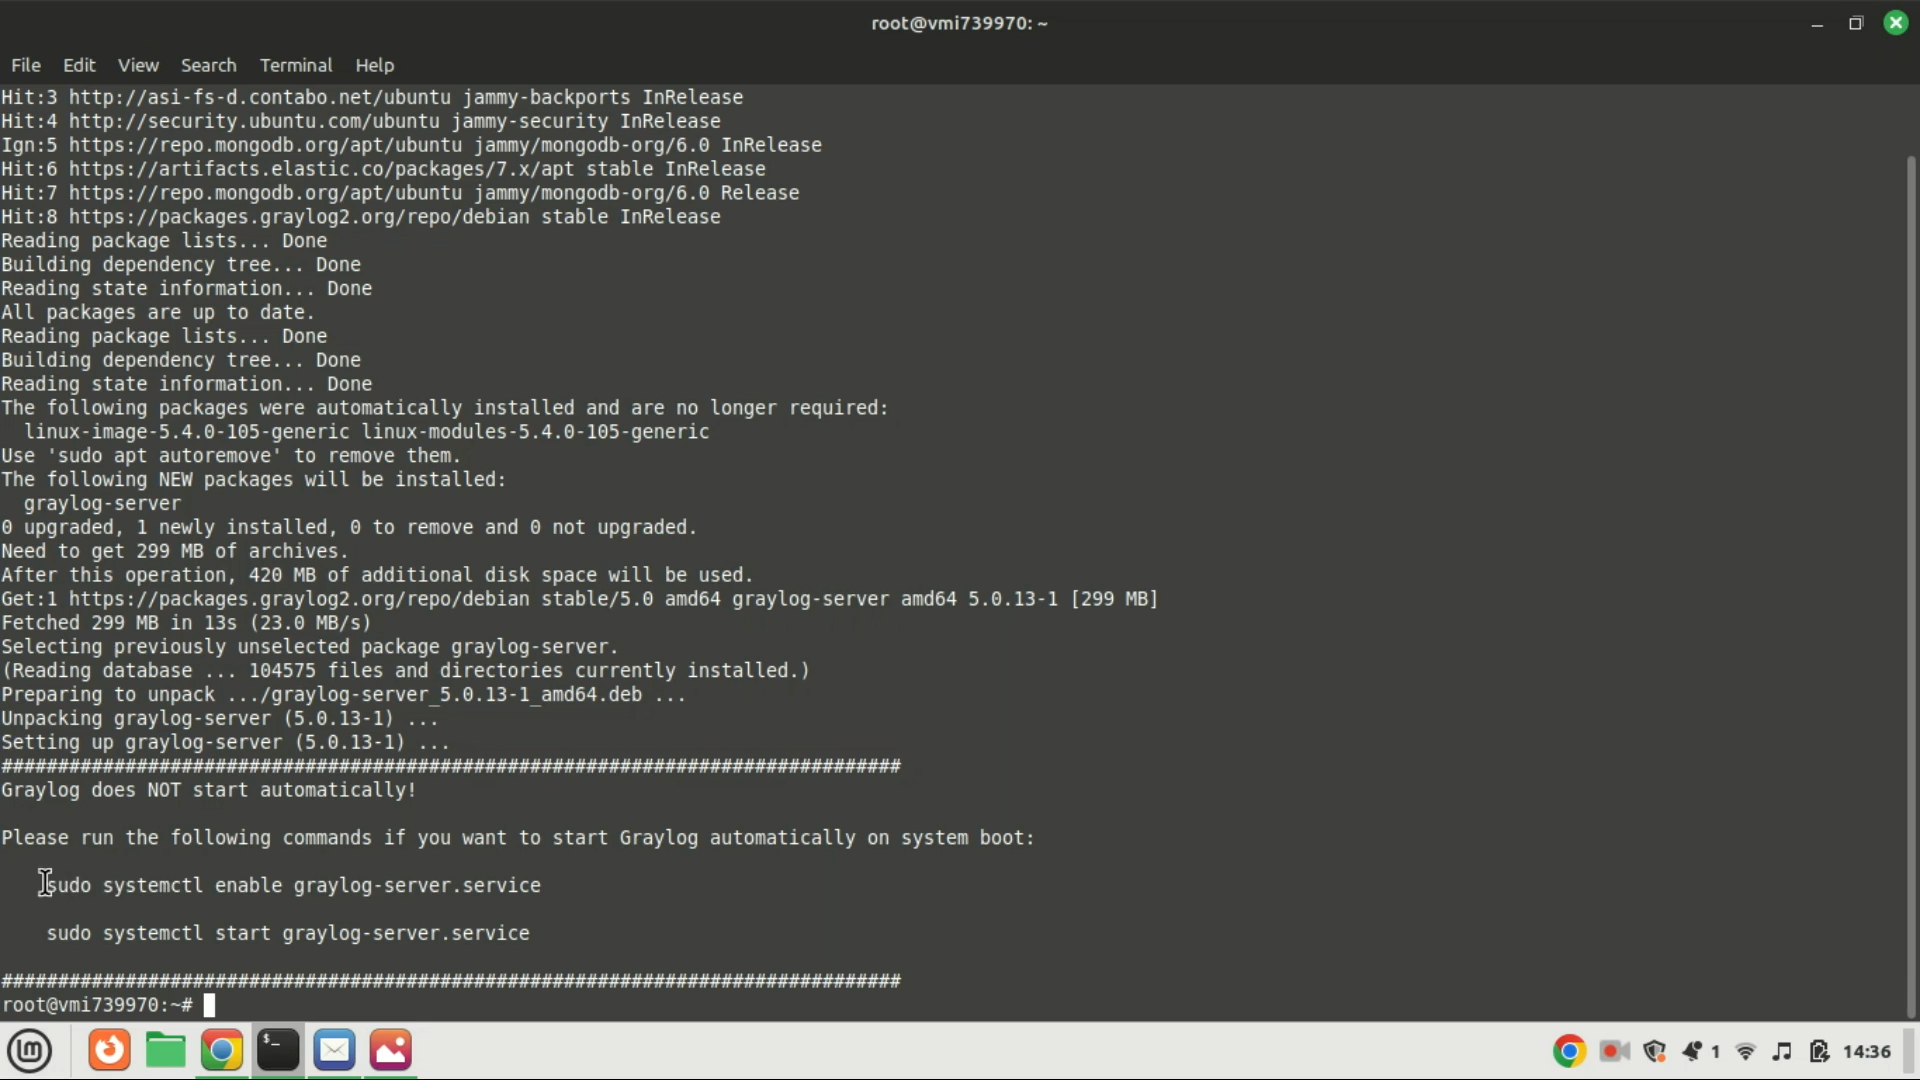 root@vmi739970: ~
File Edit View Search Terminal Help
Hit:3 http://asi-fs-d.contabo.net/ubuntu jammy-backports InRelease
Hit:4 http://security.ubuntu.com/ubuntu jammy-security InRelease
Ign:5 https://repo.mongodb.org/apt/ubuntu jammy/mongodb-org/6.0 InRelease
Hit:6 https://artifacts.elastic.co/packages/7.x/apt stable InRelease
Hit:7 https://repo.mongodb.org/apt/ubuntu jammy/mongodb-org/6.0 Release
Hit:8 https://packages.graylog2.org/repo/debian stable InRelease
Reading package lists... Done
Building dependency tree... Done
Reading state information... Done
All packages are up to date.
Reading package lists... Done
Building dependency tree... Done
Reading state information... Done
The following packages were automatically installed and are no longer required:
  linux-image-5.4.0-105-generic linux-modules-5.4.0-105-generic
Use 'sudo apt autoremove' to remove them.
The following NEW packages will be installed:
  graylog-server
0 upgraded, 1 newly installed, 0 to remove and 0 not upgraded.
Need to get 299 MB of archives.
After this operation, 420 MB of additional disk space will be used.
Get:1 https://packages.graylog2.org/repo/debian stable/5.0 amd64 graylog-server amd64 5.0.13-1 [299 MB]
Fetched 299 MB in 13s (23.0 MB/s)
Selecting previously unselected package graylog-server.
(Reading database ... 104575 files and directories currently installed.)
Preparing to unpack .../graylog-server_5.0.13-1_amd64.deb ...
Unpacking graylog-server (5.0.13-1) ...
Setting up graylog-server (5.0.13-1) ...
################################################################################
Graylog does NOT start automatically!
Please run the following commands if you want to start Graylog automatically on system boot:
    sudo systemctl enable graylog-server.service
    sudo systemctl start graylog-server.service
################################################################################
root@vmi739970:~#
$_ lm 1 14:36